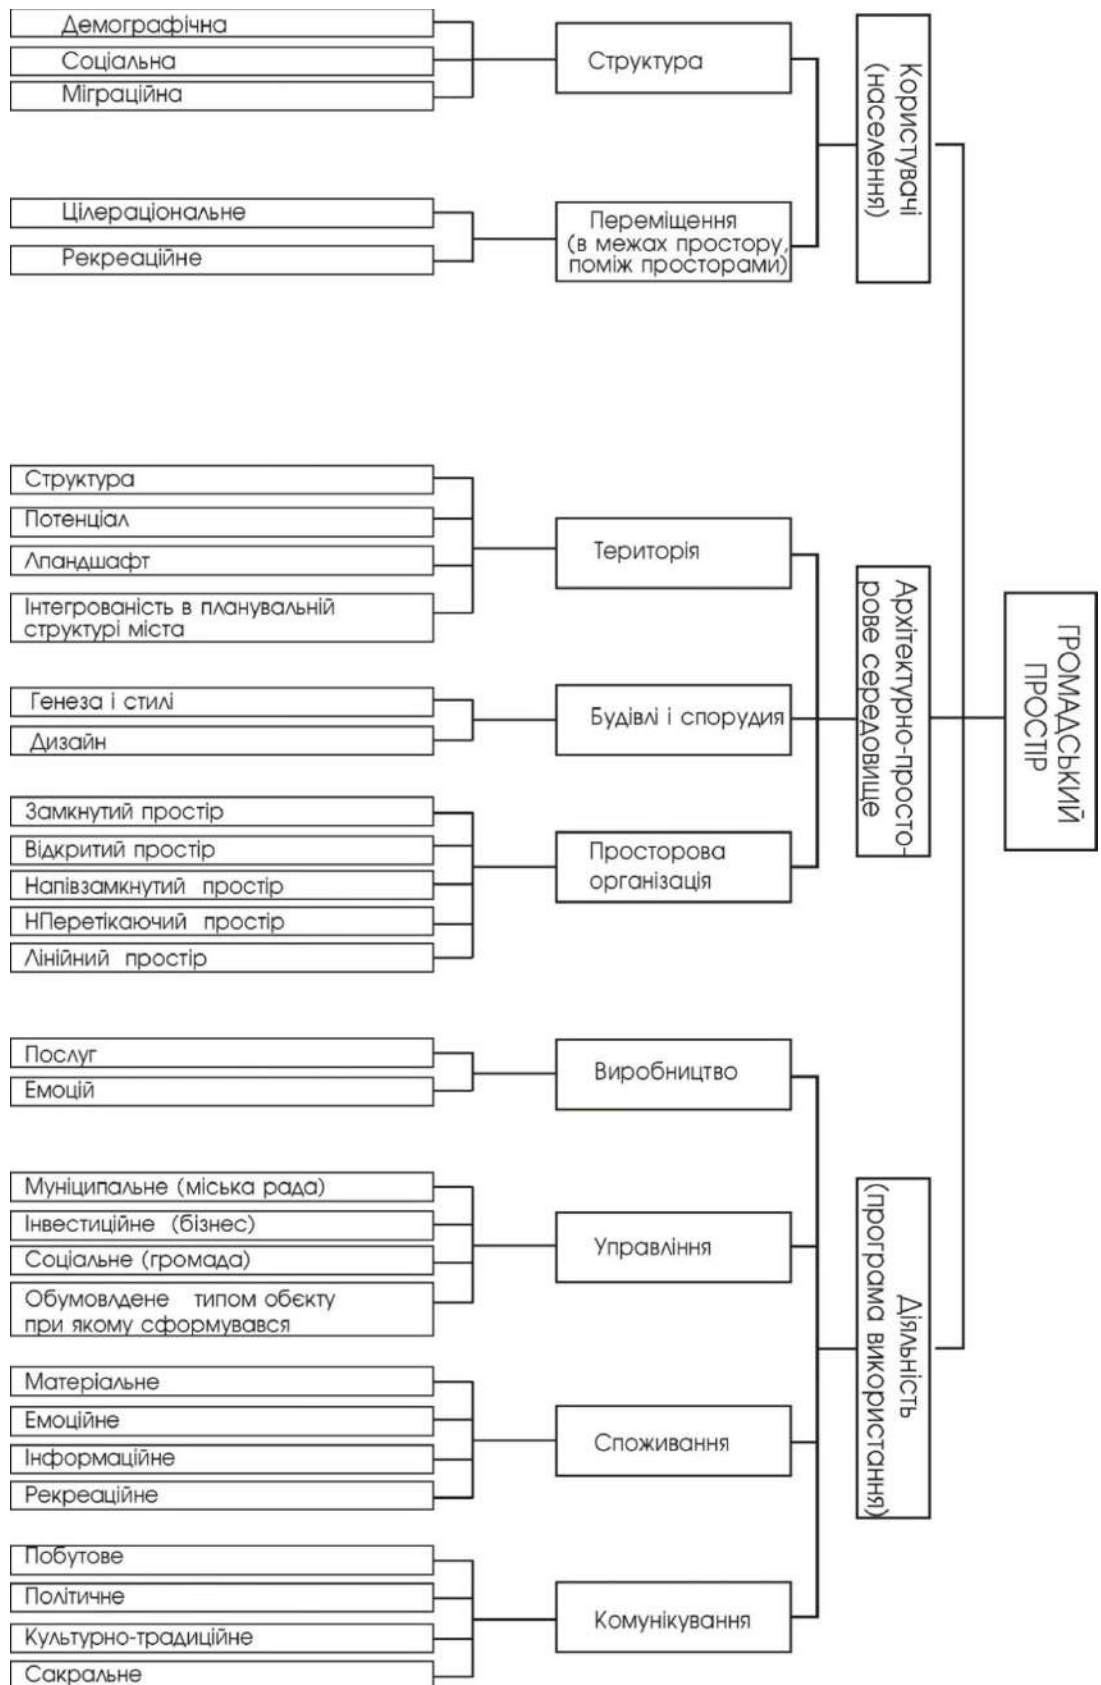 ГРОМАДСЬКИЙ
ПРОСТІР
Користувачі
(населення)
Структура
Демографічна
Соціальна
Міграційна
Переміщення
(в межах простору,
поміж просторами)
Цілераціональне
Рекреаційне
Архітектурно-просто-
рове середовище
Територія
Структура
Потенціал
Лпандшафт
Інтегрованість в планувальній
структурі міста
Будівлі і спорудия
Генеза і стилі
Дизайн
Просторова
організація
Замкнутий простір
Відкритий простір
Напівзамкнутий простір
НПеретікаючий простір
Лінійний простір
Діяльність
(програма використання)
Виробництво
Послуг
Емоцій
Управління
Муніципальне (міська рада)
Інвестиційне (бізнес)
Соціальне (громада)
Обумовлдене типом обєкту
при якому сформувався
Споживання
Матеріальне
Емоційне
Інформаційне
Рекреаційне
Комунікування
Побутове
Політичне
Культурно-традиційне
Сакральне